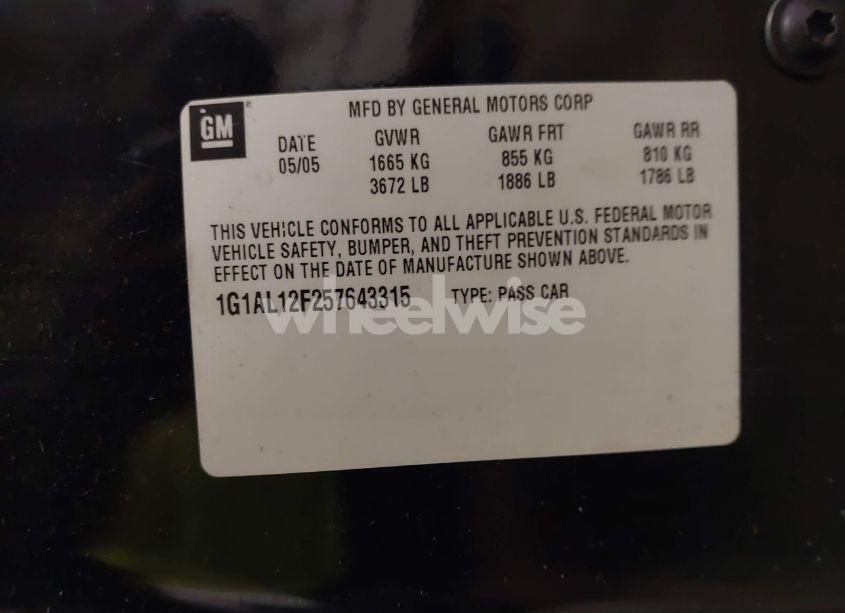 GM
MFD BY GENERAL MOTORS CORP
DATE GVWR GAWR FRT GAWR RR
05/05 1665 KG 855 KG 810 KG
3672 LB 1886 LB 1786 LB
THIS VEHICLE CONFORMS TO ALL APPLICABLE U.S. FEDERAL MOTOR
VEHICLE SAFETY, BUMPER, AND THEFT PREVENTION STANDARDS IN
EFFECT ON THE DATE OF MANUFACTURE SHOWN ABOVE.
1G1AL12F257643315 TYPE: PASS CAR
wheelwise